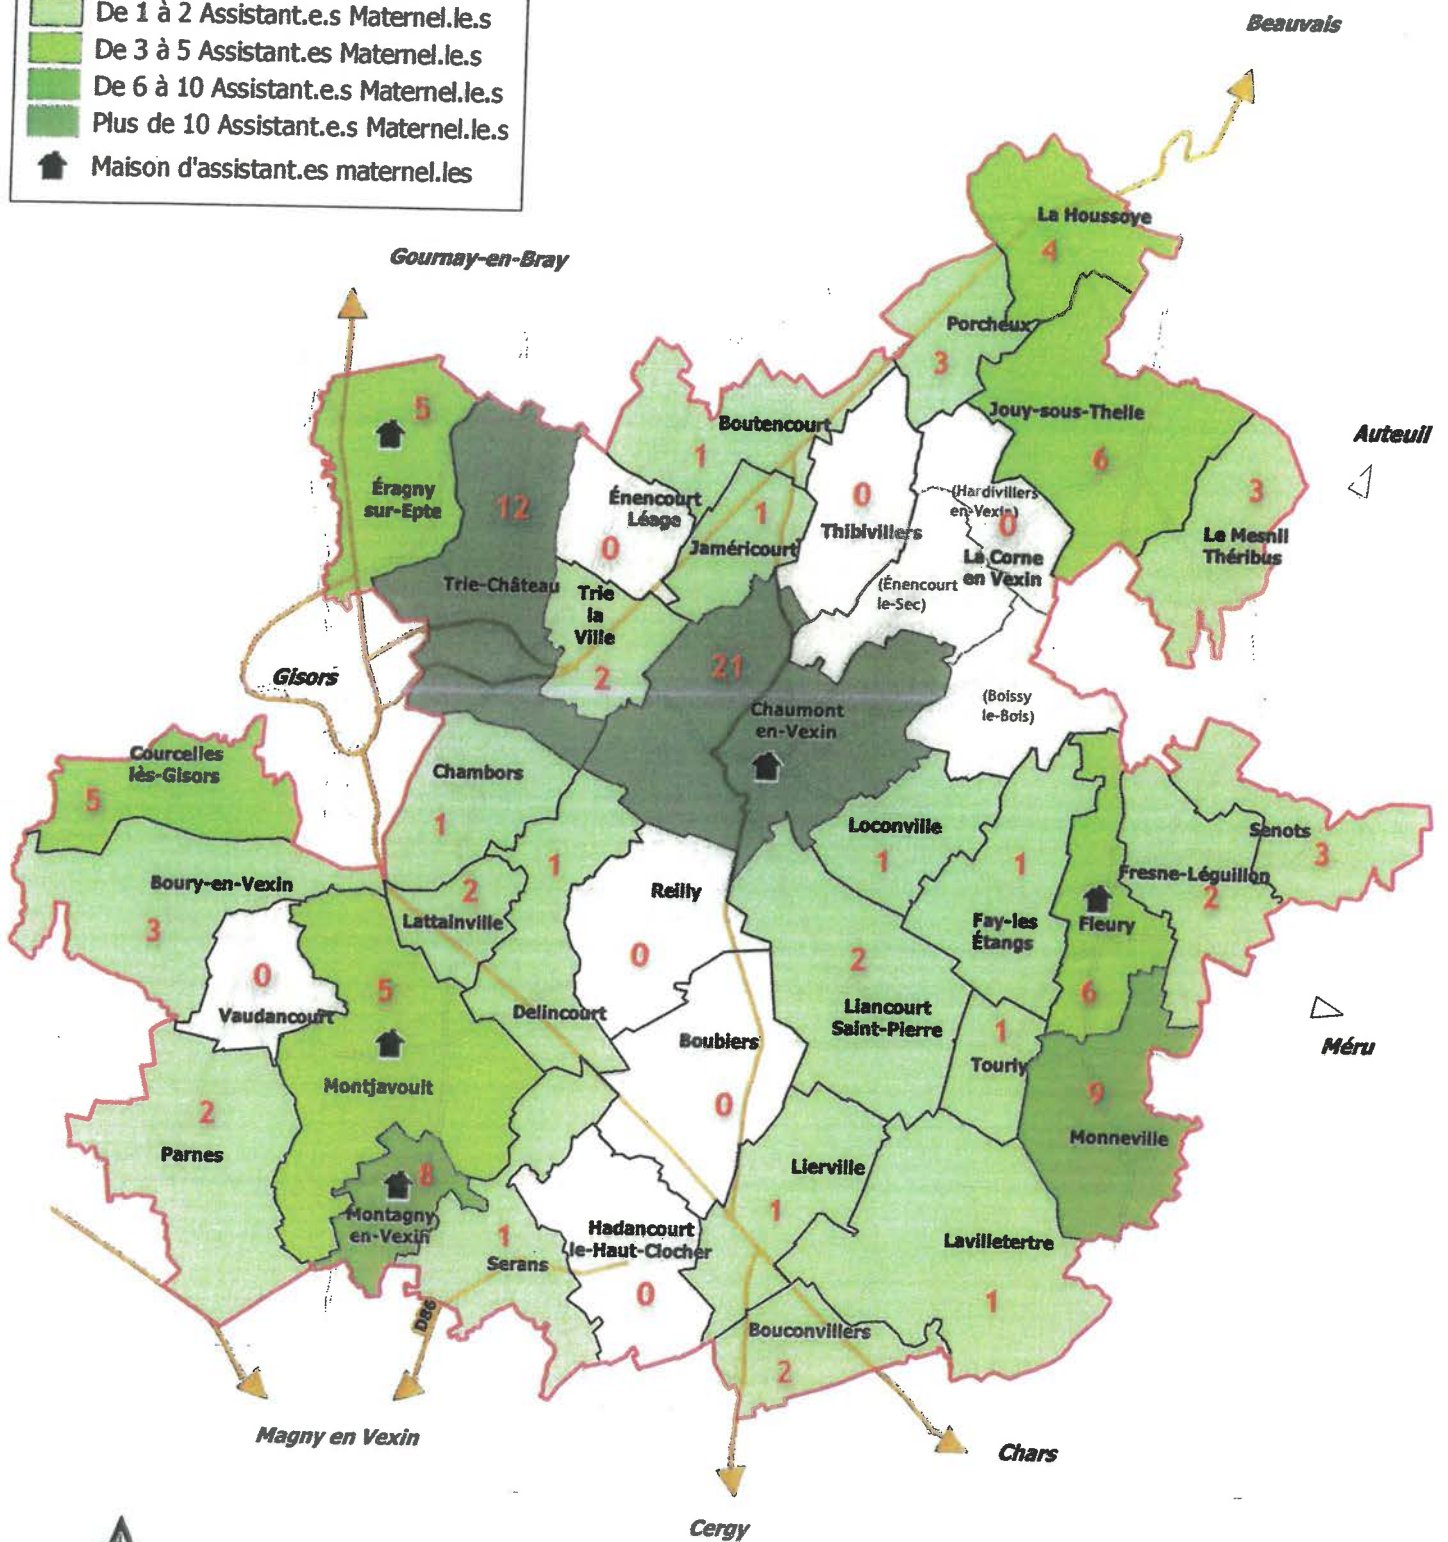 De 1 à 2 Assistant.e.s Maternel.le.s
De 3 à 5 Assistant.es Maternel.le.s
De 6 à 10 Assistant.e.s Maternel.le.s
Plus de 10 Assistant.e.s Maternel.le.s
Maison d'assistant.es maternel.les
Beauvais
Gournay-en-Bray
La Houssoye
4
Porcheux
3
5
Éragny
sur-Epte
12
Trie-Château
Boutencourt
1
Jouy-sous-Thelle
6
Auteuil
Énencourt
Léage
0
1
Jaméricourt
0
Thibivillers
(Hardivillers
en-Vexin)
0
La Corne
en Vexin
3
Le Mesnil
Théribus
(Énencourt
le-Sec)
Trie
la
Ville
2
Gisors
21
Chaumont
en-Vexin
(Boissy
le-Bois)
Courcelles
lès-Gisors
5
Chambors
1
Loconville
1
1
Fay-les
Étangs
Senots
3
Fresne-Léguillon
2
Boury-en-Vexin
3
2
Lattainville
1
Delincourt
Reilly
0
Fleury
6
2
Liancourt
Saint-Pierre
0
Vaudancourt
5
Montjavoult
Boubiers
0
1
Tourly
Méru
9
Monneville
2
Parnes
8
Montagny
en-Vexin
Lierville
1
1
Serans
Hadancourt
le-Haut-Clocher
0
Lavilletertre
1
D86
Bouconvillers
2
Magny en Vexin
Chars
Cergy